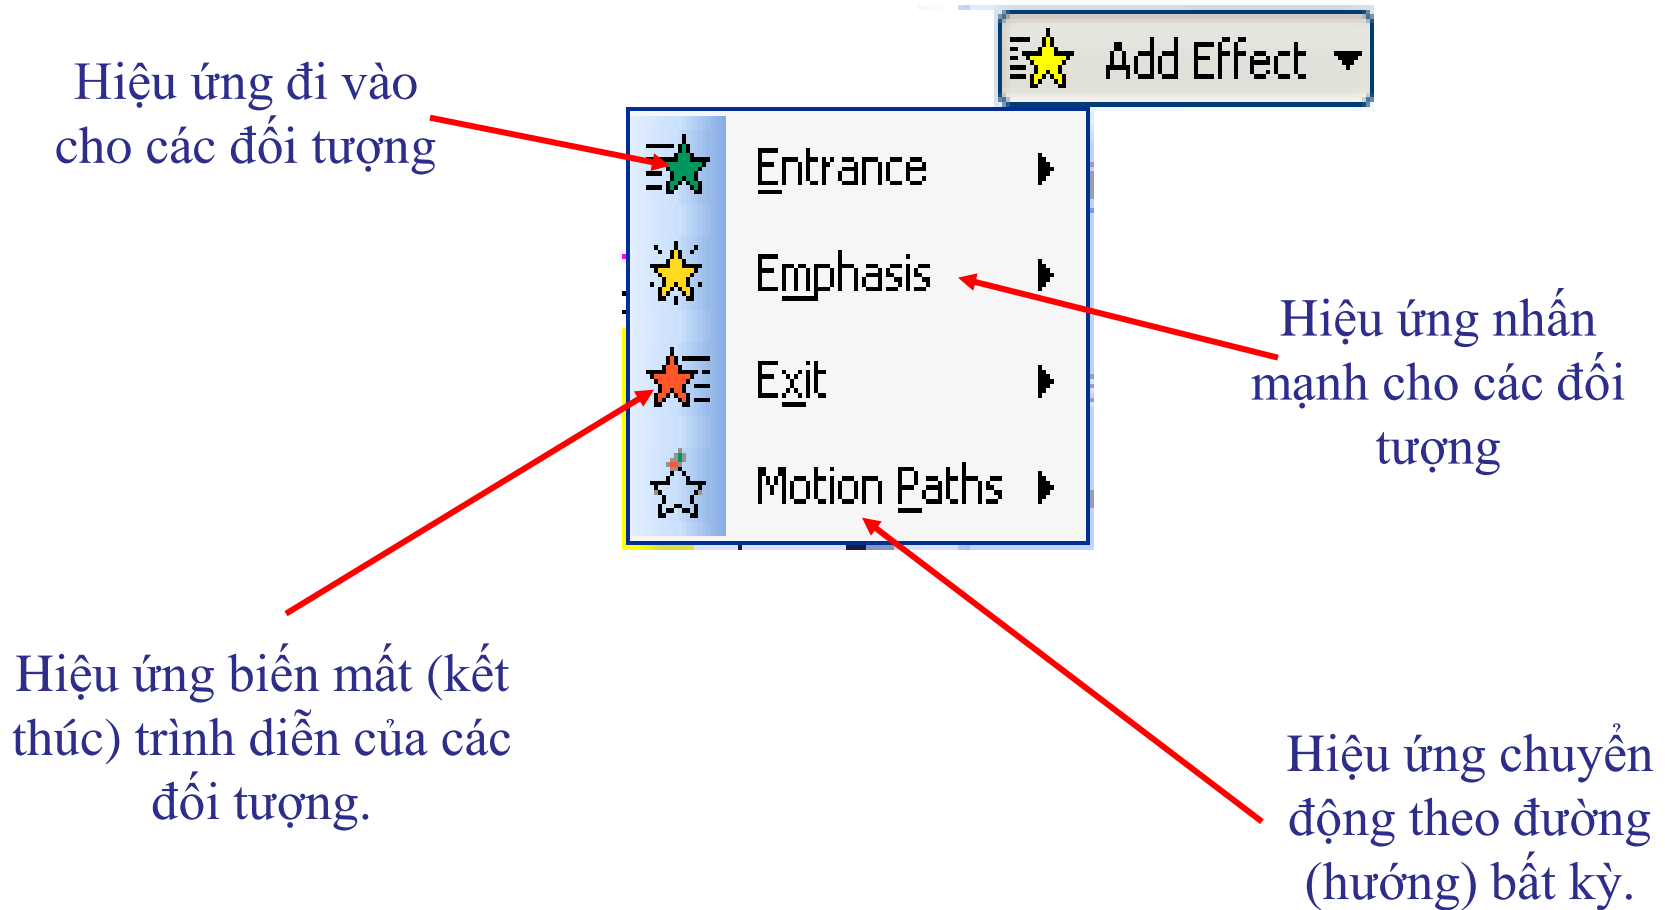 Add Effect
Hiệu ứng đi vào
cho các đối tượng
Entrance
Emphasis
Exit
Motion Paths
Hiệu ứng nhấn
mạnh cho các đối
tượng
Hiệu ứng biến mất (kết
thúc) trình diễn của các
đối tượng.
Hiệu ứng chuyển
động theo đường
(hướng) bất kỳ.